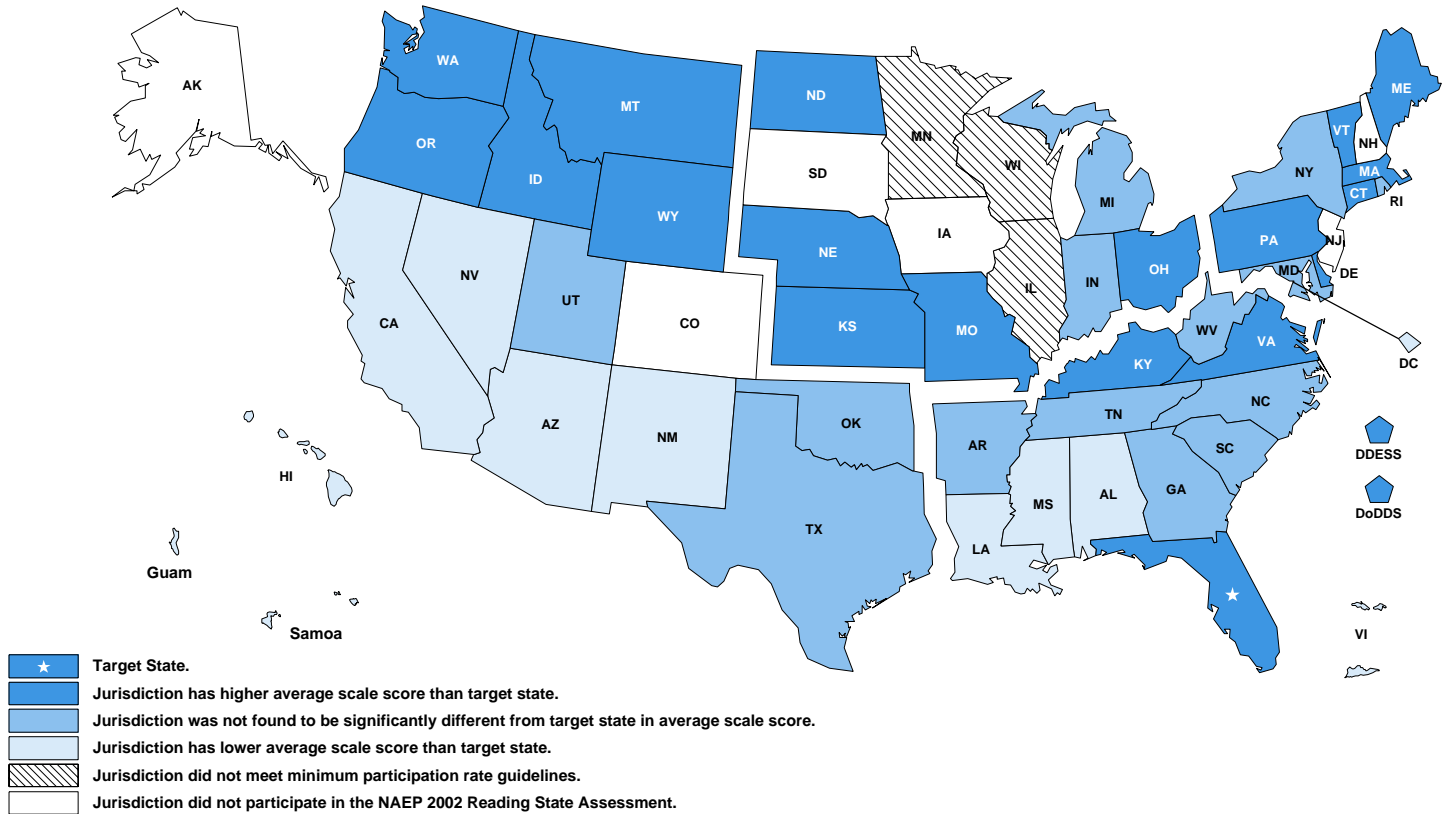 AK
WA
MT
ND
MN
ME
VT
NH
OR
ID
SD
WI
NY
MA
CT
RI
WY
MI
NV
NE
IA
PA
NJ
OH
MD
DE
UT
IL
IN
CA
CO
KS
MO
WV
VA
DC
KY
AZ
NM
OK
AR
TN
NC
SC
DDESS
HI
MS
AL
GA
DoDDS
TX
LA
Guam
Samoa
VI
Target State.
Jurisdiction has higher average scale score than target state.
Jurisdiction was not found to be significantly different from target state in average scale score.
Jurisdiction has lower average scale score than target state.
Jurisdiction did not meet minimum participation rate guidelines.
Jurisdiction did not participate in the NAEP 2002 Reading State Assessment.